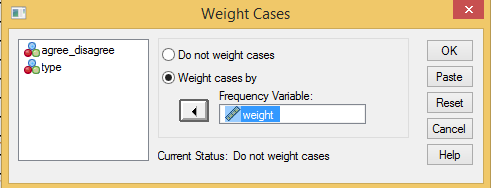 Weight Cases
agree_disagree
type
Do not weight cases
Weight cases by
Frequency Variable:
weight
Current Status: Do not weight cases
OK
Paste
Reset
Cancel
Help